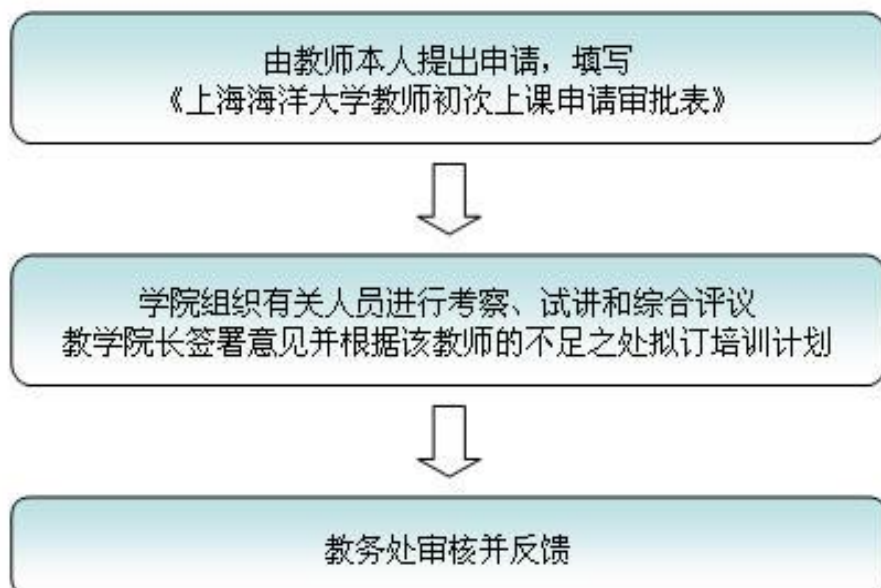 由教师本人提出申请，填写
《上海海洋大学教师初次上课申请审批表》
学院组织有关人员进行考察、试讲和综合评议
教学院长签署意见并根据该教师的不足之处拟订培训计划
教务处审核并反馈